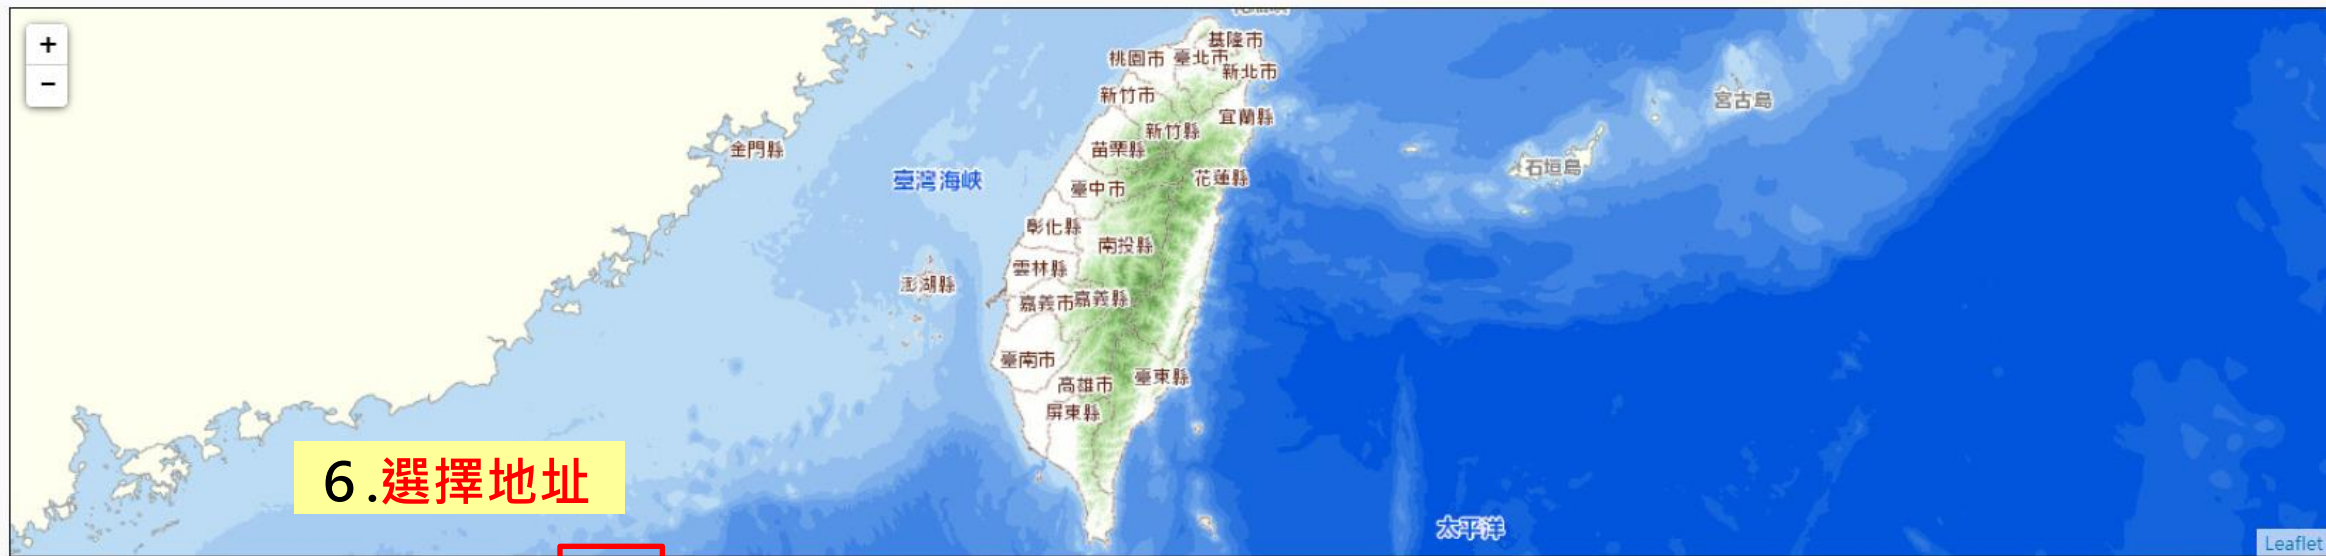 +
−
基隆市
桃園市 臺北市
新北市
新竹市
宜蘭縣
新竹縣
苗栗縣
金門縣
宮古島
石垣島
臺灣海峽
臺中市
花蓮縣
彰化縣
南投縣
雲林縣
澎湖縣
嘉義市 嘉義縣
臺南市
高雄市
臺東縣
屏東縣
6.選擇地址
太平洋
Leaflet